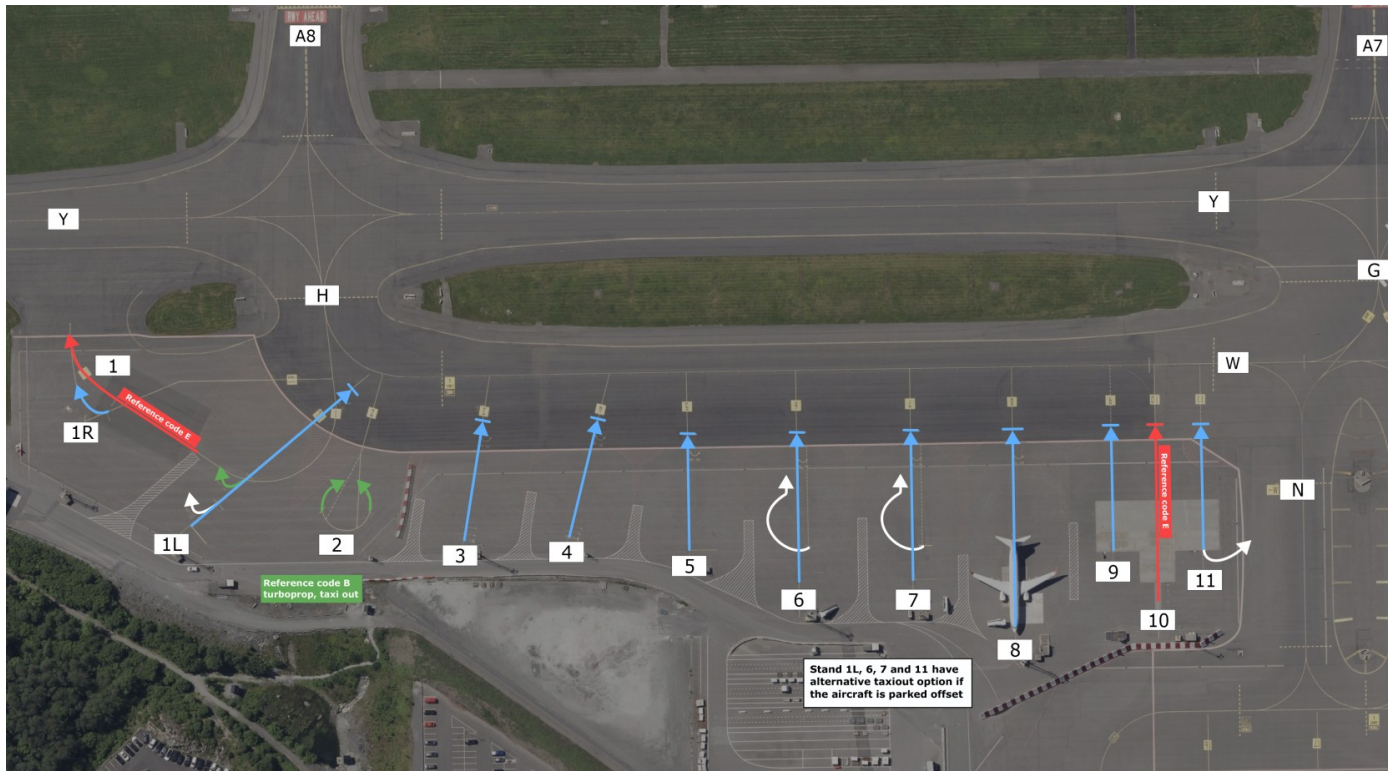 RWY AHEAD
A8
A7
Y
Y
H
G
W
1
Reference code E
1R
1L
2
3
4
5
6
7
8
9
10
11
N
Reference code E
Reference code B
turboprop, taxi out
Stand 1L, 6, 7 and 11 have
alternative taxiout option if
the aircraft is parked offset